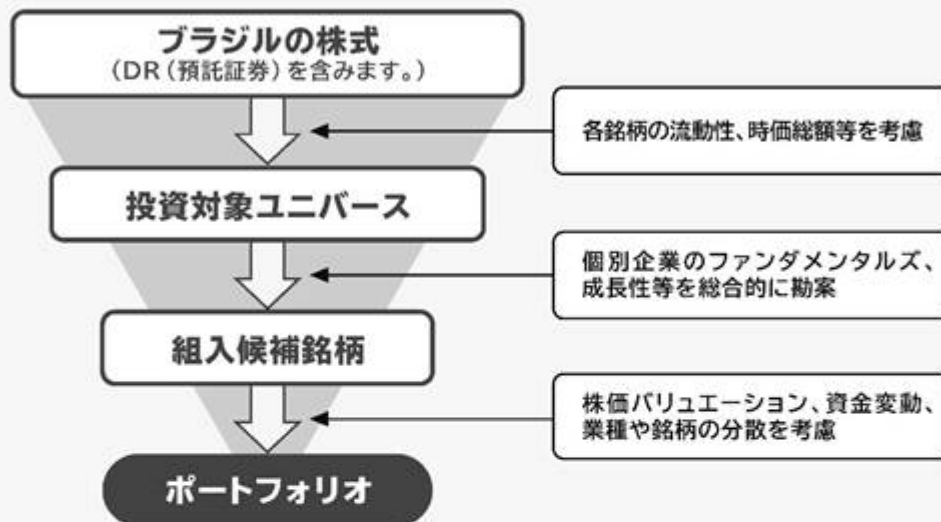 ブラジルの株式
(DR(預託証券)を含みます。)
各銘柄の流動性、時価総額等を考慮
投資対象ユニバース
個別企業のファンダメンタルズ、
成長性等を総合的に勘案
組入候補銘柄
株価バリュエーション、資金変動、
業種や銘柄の分散を考慮
ポートフォリオ